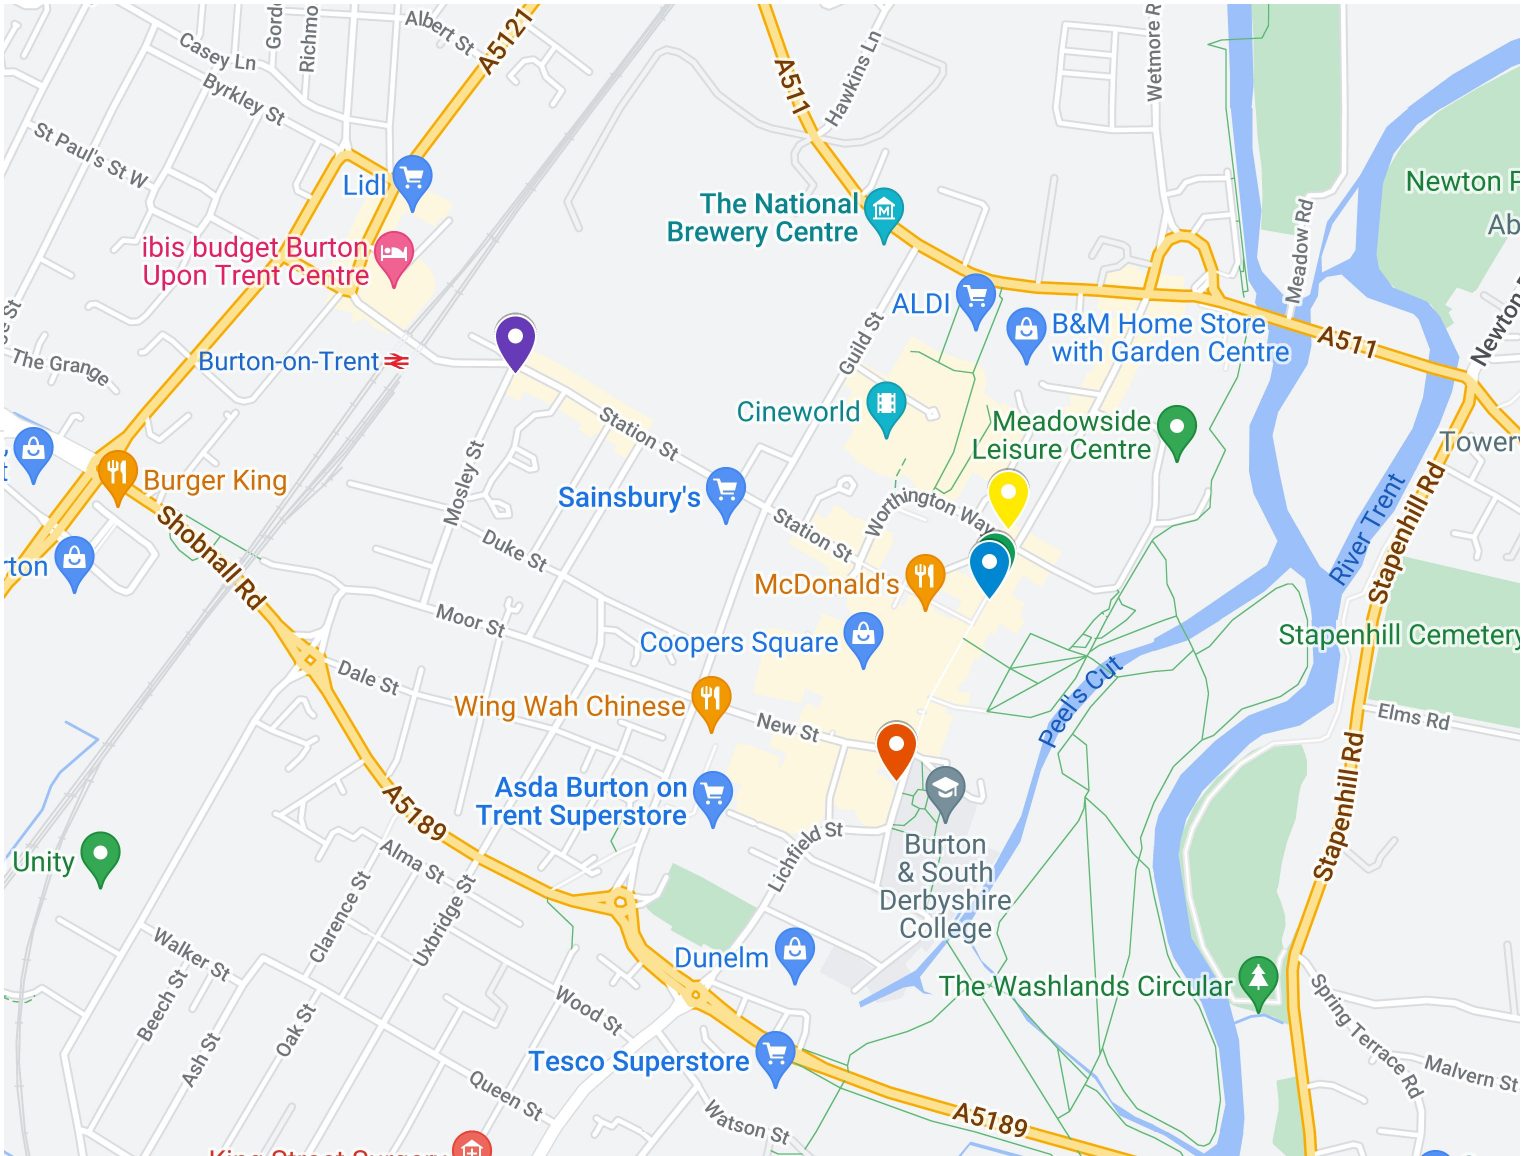 Casey Ln
Richmo
Albert St
A5121
A511
Hawkins Ln
Wetmore R
Byrkley St
St Paul's St W
Lidl
The National
Brewery Centre
Newton P
Ab
Meadow Rd
ibis budget Burton
Upon Trent Centre
ALDI
B&M Home Store
with Garden Centre
A511
Newton
Guild St
The Grange
Burton-on-Trent
Cineworld
Meadowside
Leisure Centre
Station St
Tower
Burger King
Mosley St
Sainsbury's
Worthington Way
Station St
River Trent
Stapenhill Rd
Shobnall Rd
Duke St
rton
McDonald's
Moor St
Coopers Square
Stapenhill Cemetery
Dale St
Wing Wah Chinese
New St
Peel's Cut
Elms Rd
Stapenhill Rd
Asda Burton on
Trent Superstore
A5189
Lichfield St
Burton
& South
Derbyshire
College
Unity
Alma St
Clarence St
Uxbridge St
Walker St
Beech St
Dunelm
The Washlands Circular
Oak St
Ash St
Wood St
Spring Terrace Rd
Tesco Superstore
Malvern St
Queen St
Watson St
A5189